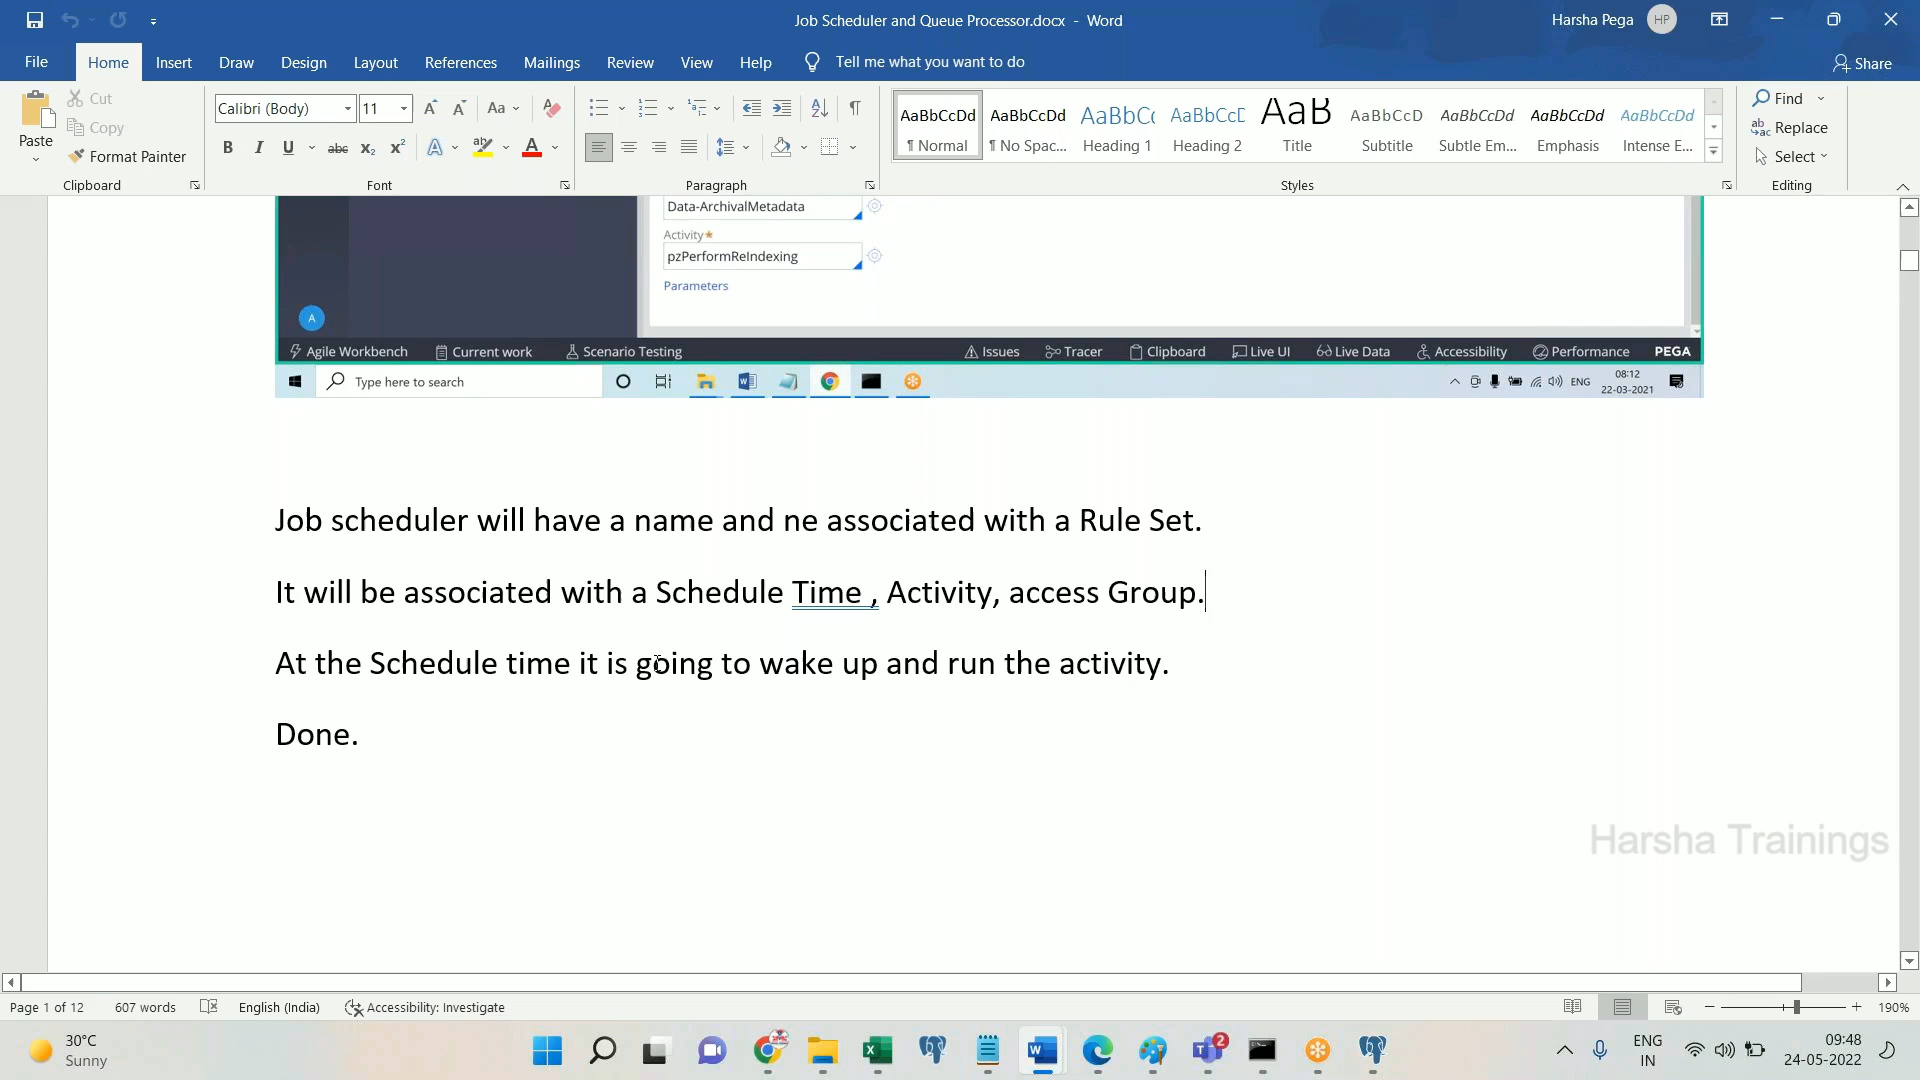 Job Scheduler and Queue Processor.docx - Word
Harsha Pega HP
File Home Insert Draw Design Layout References Mailings Review View Help Tell me what you want to do Share
Paste Cut Copy Format Painter
Clipboard
Calibri (Body) 11
Aa
B I U abc x₂ x² A ab A
Font
Paragraph
AaBbCcDd AaBbCcDd AaBbCc AaBbCcD AaB AaBbCcD AaBbCcDd AaBbCcDd AaBbCcDd
¶ Normal ¶ No Spac... Heading 1 Heading 2 Title Subtitle Subtle Em... Emphasis Intense E...
Styles
Find
Replace
Select
Editing
Data-ArchivalMetadata
Activity★
pzPerformReIndexing
Parameters
A
Agile Workbench Current work Scenario Testing Issues Tracer Clipboard Live UI Live Data Accessibility Performance PEGA
Type here to search ENG 08:12
22-03-2021
Job scheduler will have a name and ne associated with a Rule Set.
It will be associated with a Schedule Time , Activity, access Group.
At the Schedule time it is going to wake up and run the activity.
Done.
Harsha Trainings
Page 1 of 12 607 words English (India) Accessibility: Investigate 190%
30°C
Sunny
2
ENG
IN
09:48
24-05-2022